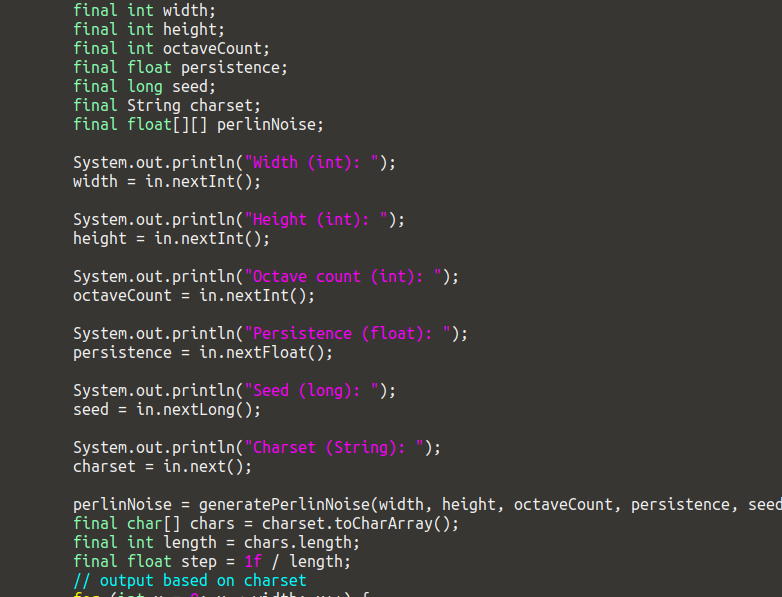 final int width;
final int height;
final int octaveCount;
final float persistence;
final long seed;
final String charset;
final float[][] perlinNoise;
System.out.println("Width (int): ");
width = in.nextInt();
System.out.println("Height (int): ");
height = in.nextInt();
System.out.println("Octave count (int): ");
octaveCount = in.nextInt();
System.out.println("Persistence (float): ");
persistence = in.nextFloat();
System.out.println("Seed (long): ");
seed = in.nextLong();
System.out.println("Charset (String): ");
charset = in.next();
perlinNoise = generatePerlinNoise(width, height, octaveCount, persistence, seed
final char[] chars = charset.toCharArray();
final int length = chars.length;
final float step = 1f / length;
// output based on charset
for (int